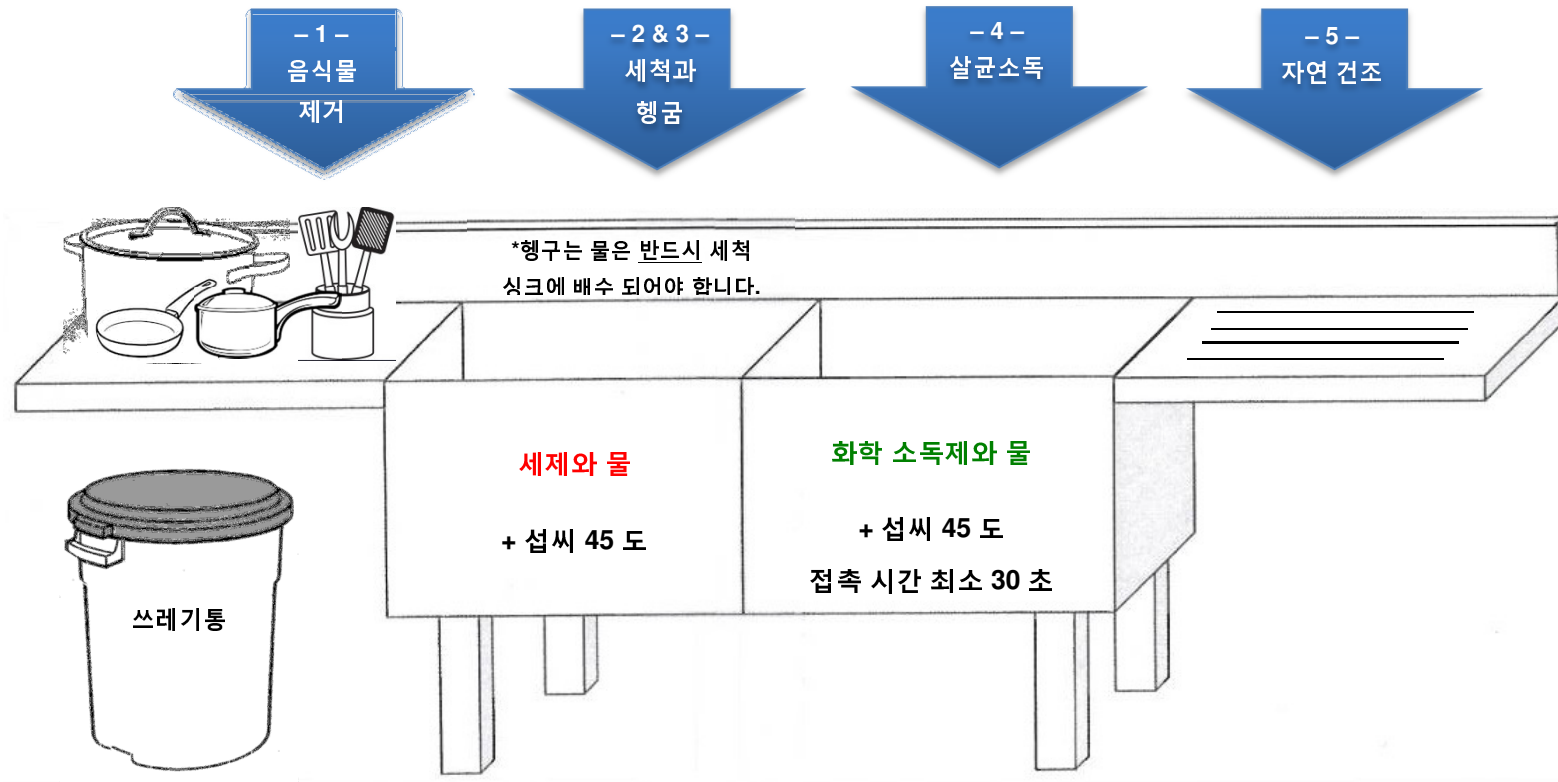 – 1 –
음식물
제거
– 2 & 3 –
세척과
헹굼
– 4 –
살균소독
– 5 –
자연 건조
*헹구는 물은 반드시 세척
싱크에 배수 되어야 합니다.
세제와 물
+ 섭씨 45 도
화학 소독제와 물
+ 섭씨 45 도
접촉 시간 최소 30 초
쓰레기통